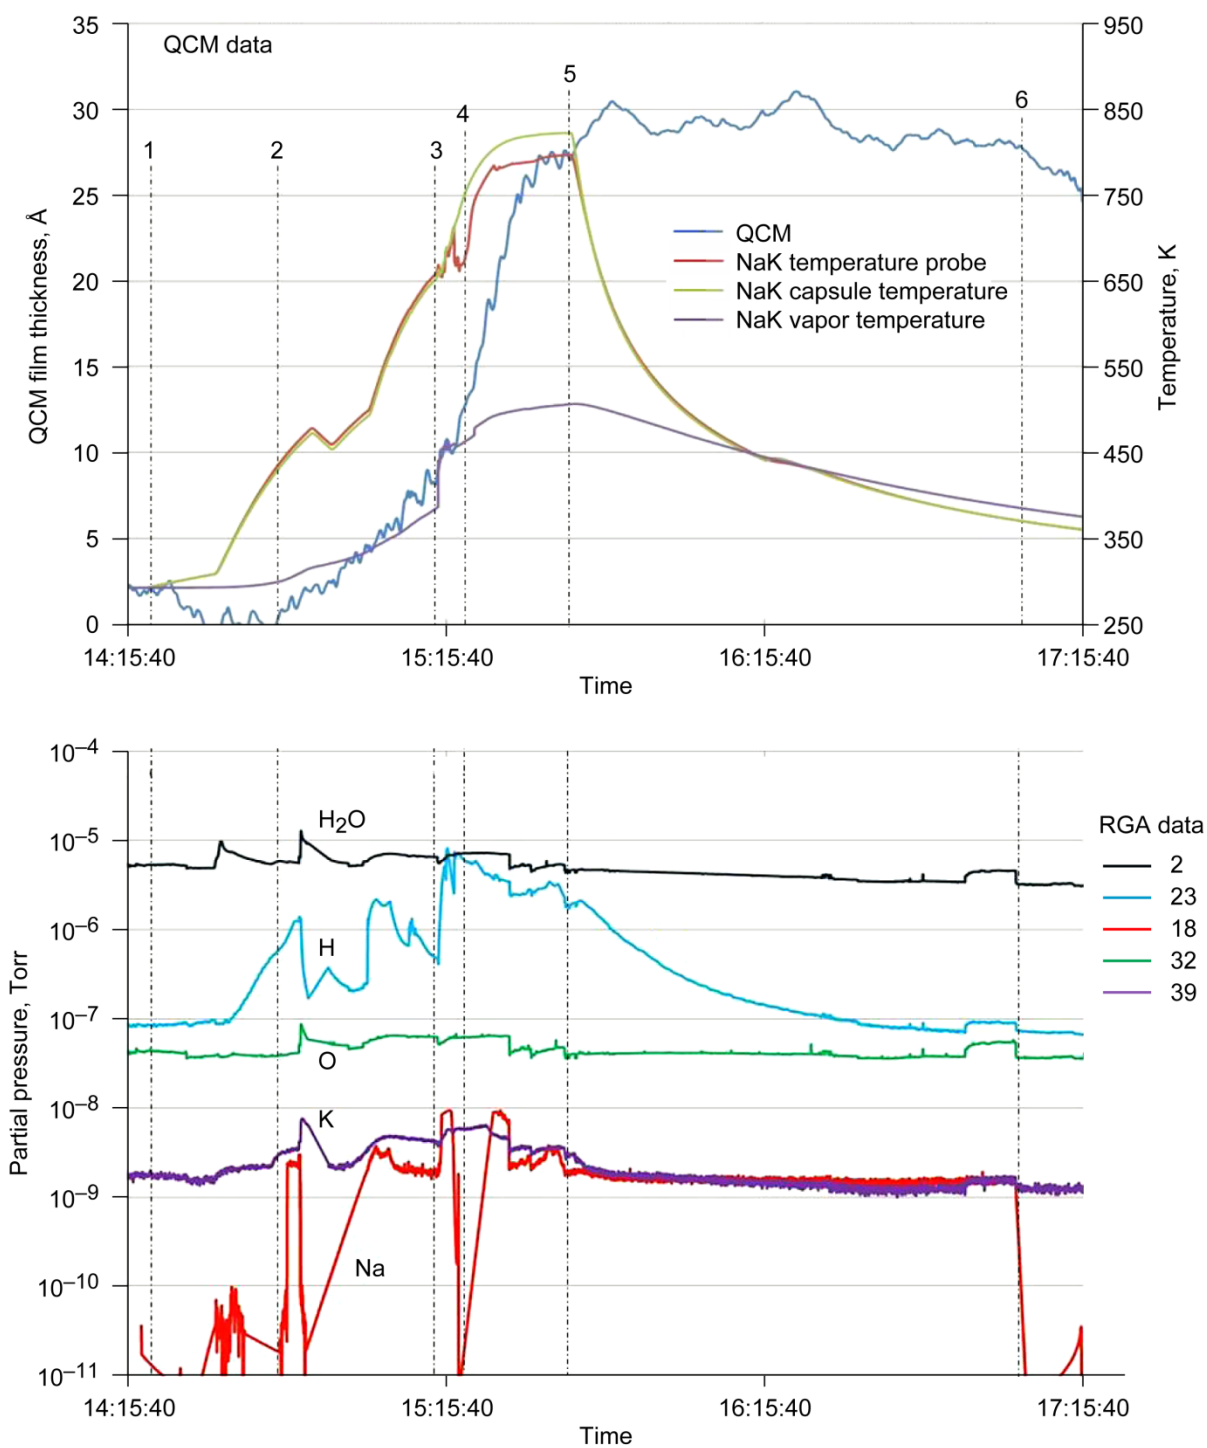 QCM data
35
30
25
20
15
10
5
0
QCM film thickness, Å
950
850
750
650
550
450
350
250
Temperature, K
1
2
3
4
5
6
QCM
NaK temperature probe
NaK capsule temperature
NaK vapor temperature
14:15:40
15:15:40
16:15:40
17:15:40
Time
10–4
10–5
10–6
10–7
10–8
10–9
10–10
10–11
Partial pressure, Torr
H2O
H
O
K
Na
RGA data
2
23
18
32
39
14:15:40
15:15:40
16:15:40
17:15:40
Time